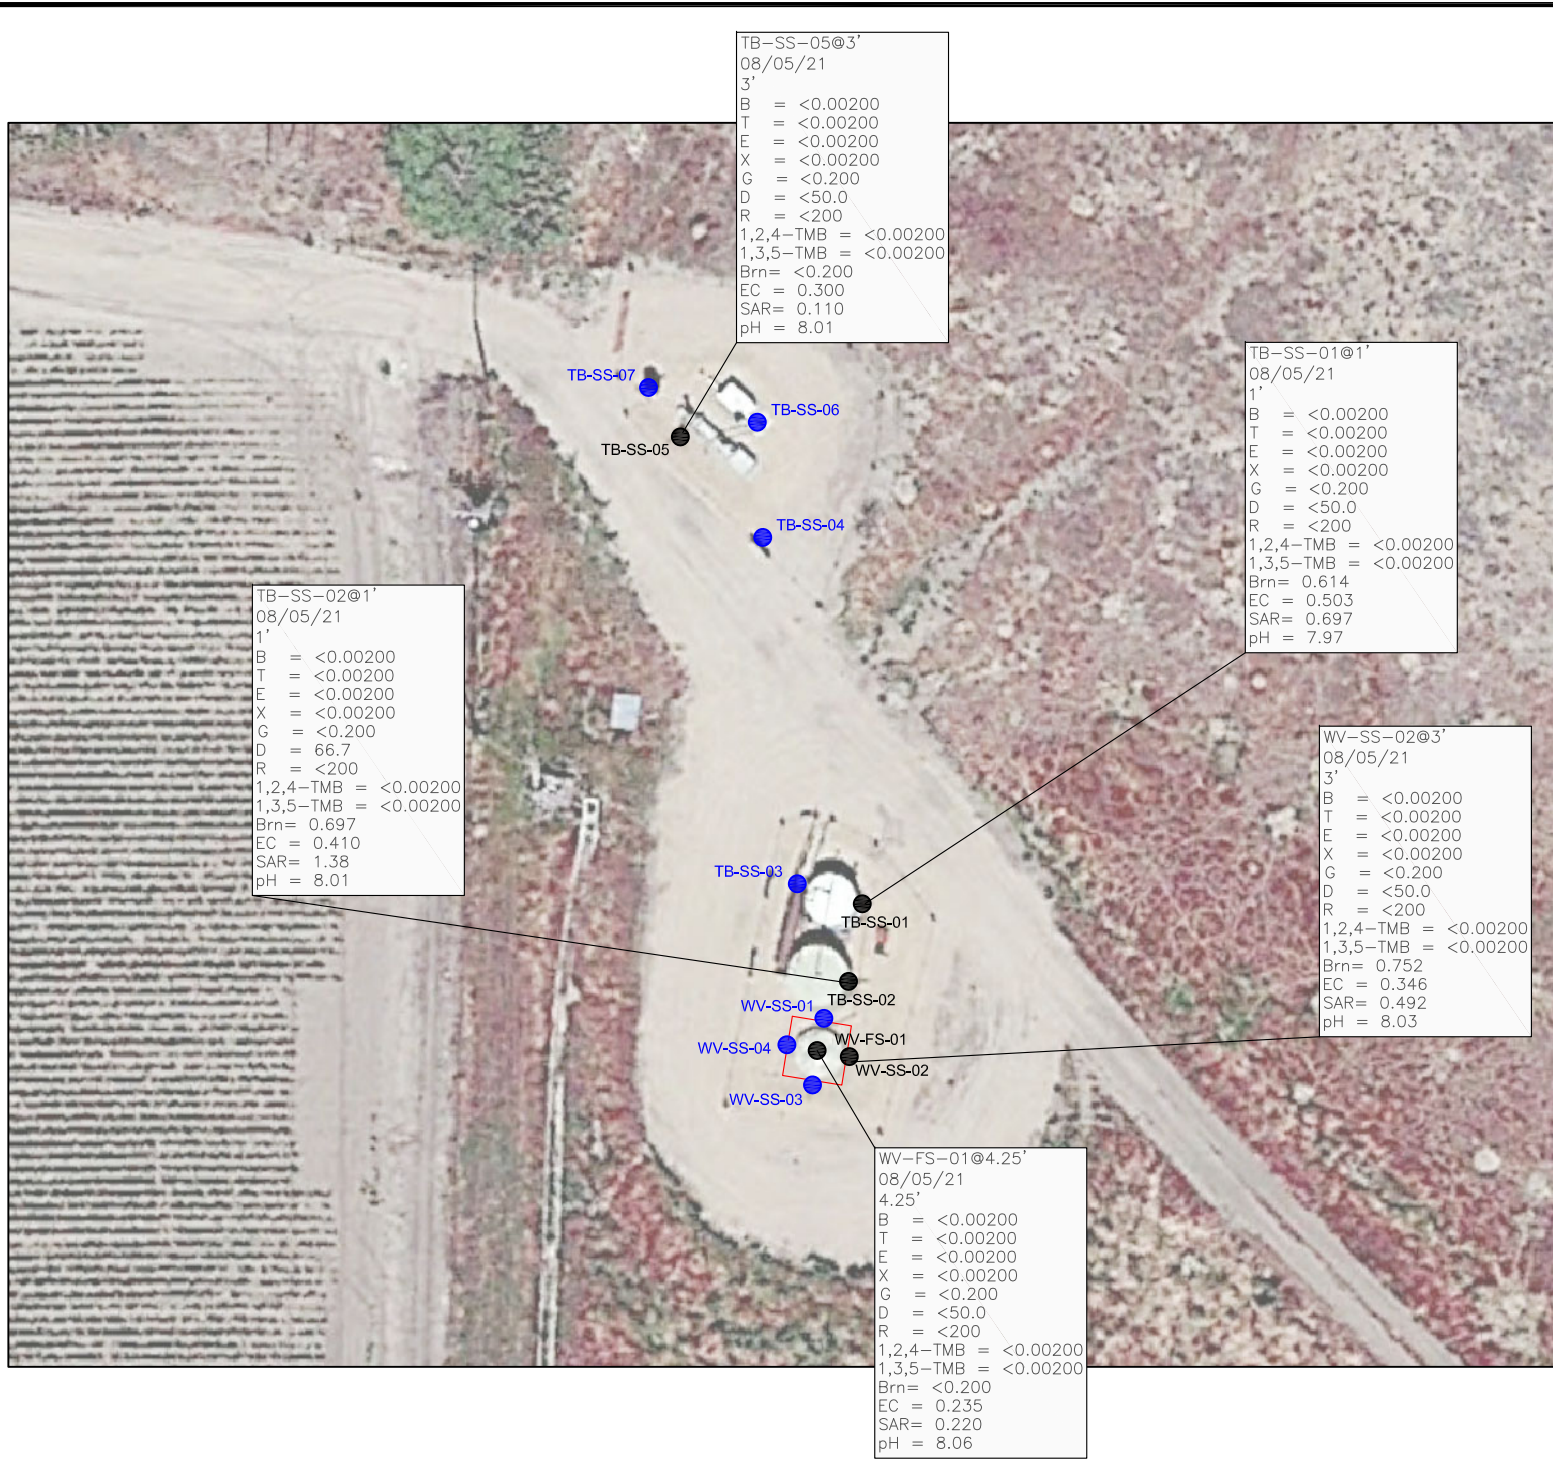 TB-SS-05@3'
08/05/21
3'
B = <0.00200
T = <0.00200
E = <0.00200
X = <0.00200
G = <0.200
D = <50.0
R = <200
1,2,4-TMB = <0.00200
1,3,5-TMB = <0.00200
Brn= <0.200
EC = 0.300
SAR= 0.110
pH = 8.01
TB-SS-01@1'
08/05/21
1'
B = <0.00200
T = <0.00200
E = <0.00200
X = <0.00200
G = <0.200
D = <50.0
R = <200
1,2,4-TMB = <0.00200
1,3,5-TMB = <0.00200
Brn= 0.614
EC = 0.503
SAR= 0.697
pH = 7.97
TB-SS-07
TB-SS-06
TB-SS-05
TB-SS-04
TB-SS-02@1'
08/05/21
1'
B = <0.00200
T = <0.00200
E = <0.00200
X = <0.00200
G = <0.200
D = 66.7
R = <200
1,2,4-TMB = <0.00200
1,3,5-TMB = <0.00200
Brn= 0.697
EC = 0.410
SAR= 1.38
pH = 8.01
WV-SS-02@3'
08/05/21
3'
B = <0.00200
T = <0.00200
E = <0.00200
X = <0.00200
G = <0.200
D = <50.0
R = <200
1,2,4-TMB = <0.00200
1,3,5-TMB = <0.00200
Brn= 0.752
EC = 0.346
SAR= 0.492
pH = 8.03
TB-SS-03
TB-SS-01
TB-SS-02
WV-SS-01
WV-FS-01
WV-SS-04
WV-SS-02
WV-SS-03
WV-FS-01@4.25'
08/05/21
4.25'
B = <0.00200
T = <0.00200
E = <0.00200
X = <0.00200
G = <0.200
D = <50.0
R = <200
1,2,4-TMB = <0.00200
1,3,5-TMB = <0.00200
Brn= <0.200
EC = 0.235
SAR= 0.220
pH = 8.06